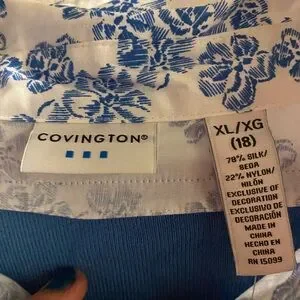 COVINGTON®
XL/XG
(18)
78% SILK/
SEDA
22% NYLON/
NILÓN
EXCLUSIVE OF
DECORATION
EXCLUSIVO DE
DECORACIÓN
MADE IN
CHINA
HECHO EN
CHINA
RN 15099